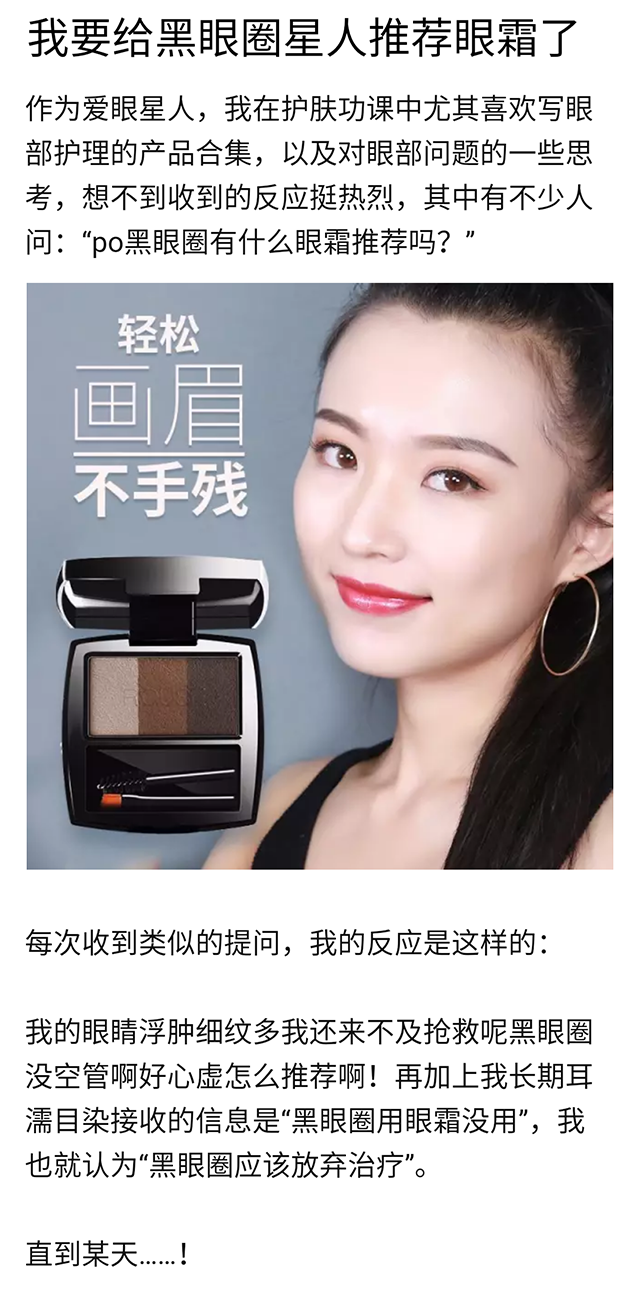 我要给黑眼圈星人推荐眼霜了
作为爱眼星人，我在护肤功课中尤其喜欢写眼
部护理的产品合集，以及对眼部问题的一些思
考，想不到收到的反应挺热烈，其中有不少人
问：“po黑眼圈有什么眼霜推荐吗？”
轻松
画眉
不手残
每次收到类似的提问，我的反应是这样的：
我的眼睛浮肿细纹多我还来不及抢救呢黑眼圈
没空管啊好心虚怎么推荐啊！再加上我长期耳
濡目染接收的信息是“黑眼圈用眼霜没用”，我
也就认为“黑眼圈应该放弃治疗”。
直到某天……！